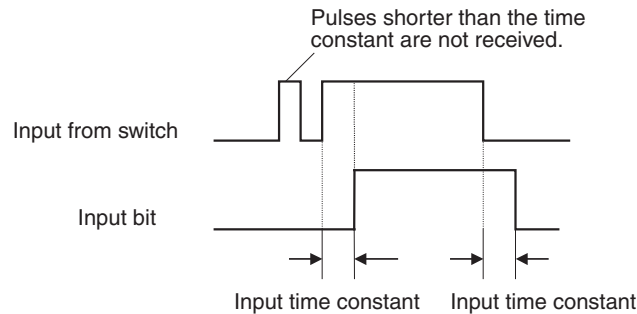 Pulses shorter than the time
constant are not received.
Input from switch
Input bit
Input time constant
Input time constant